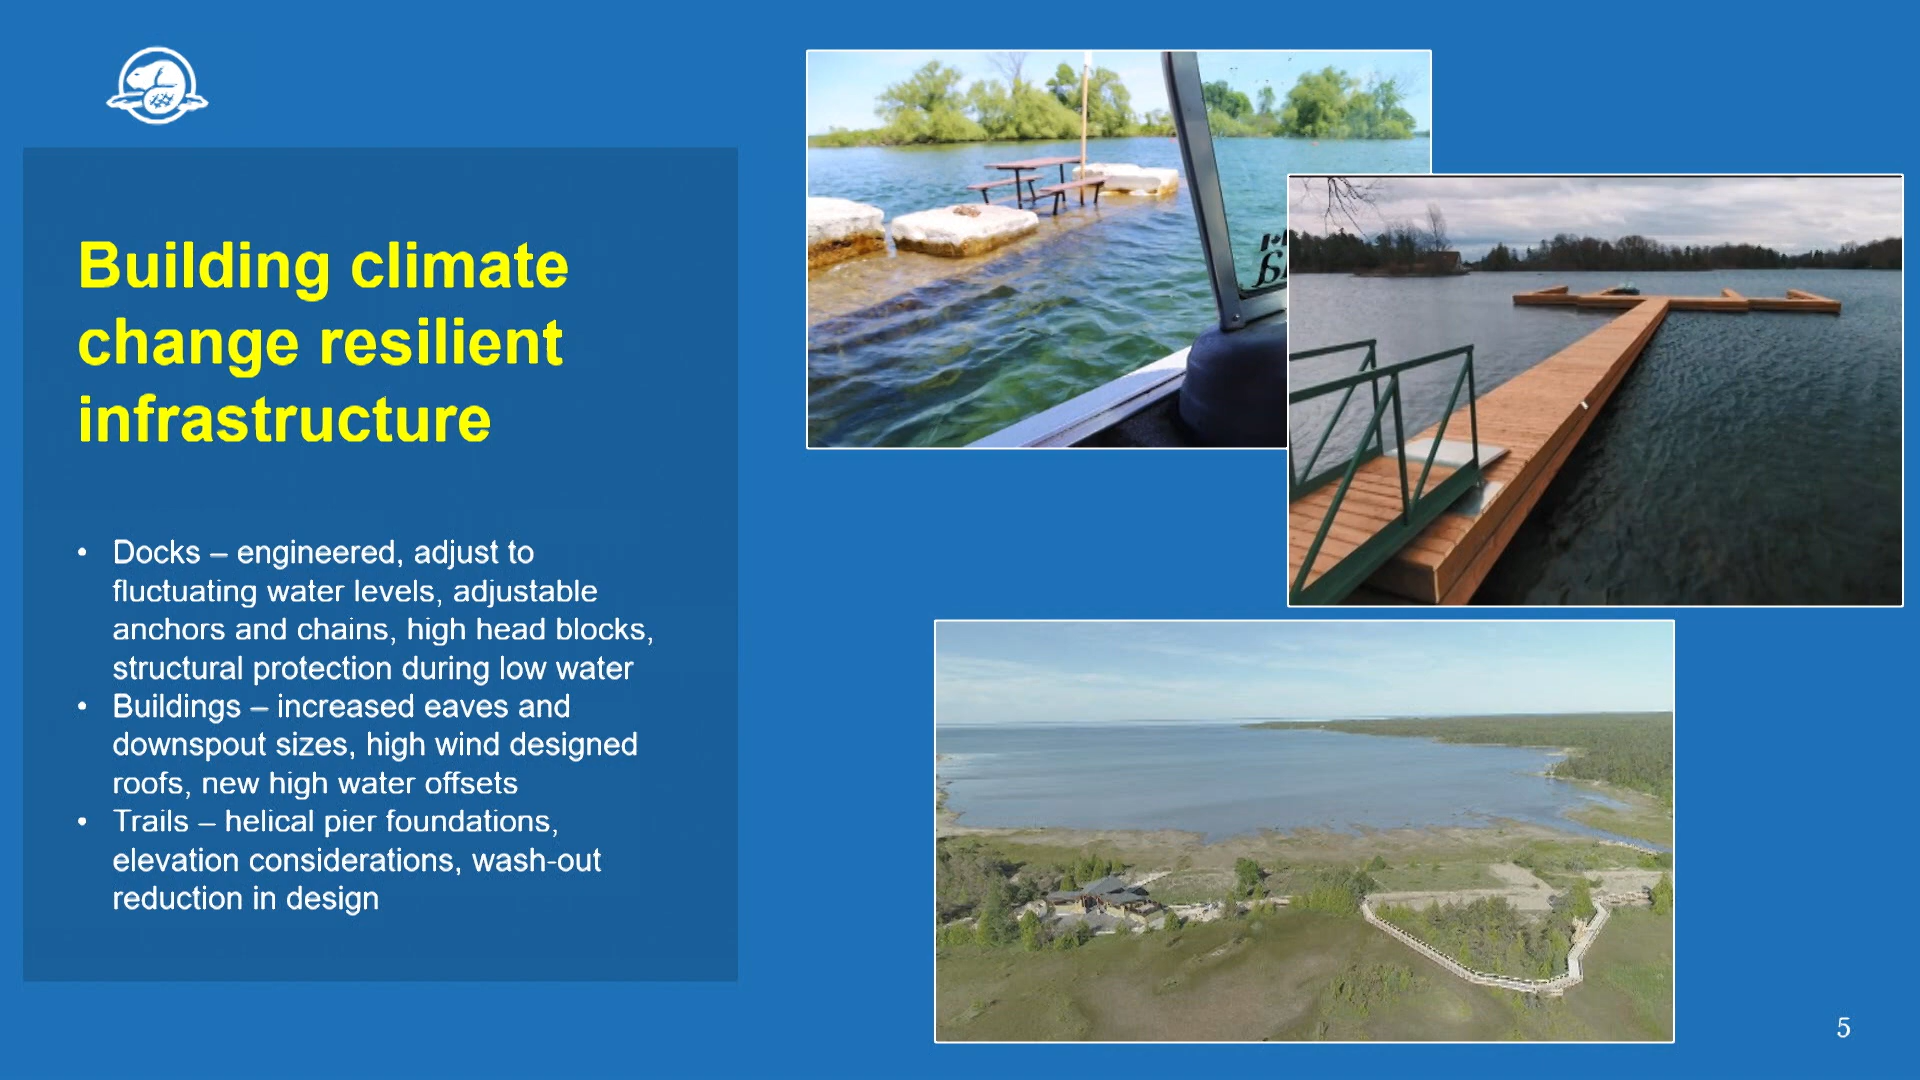 Building climate
change resilient
infrastructure
• Docks – engineered, adjust to
fluctuating water levels, adjustable
anchors and chains, high head blocks,
structural protection during low water
• Buildings – increased eaves and
downspout sizes, high wind designed
roofs, new high water offsets
• Trails – helical pier foundations,
elevation considerations, wash-out
reduction in design
5